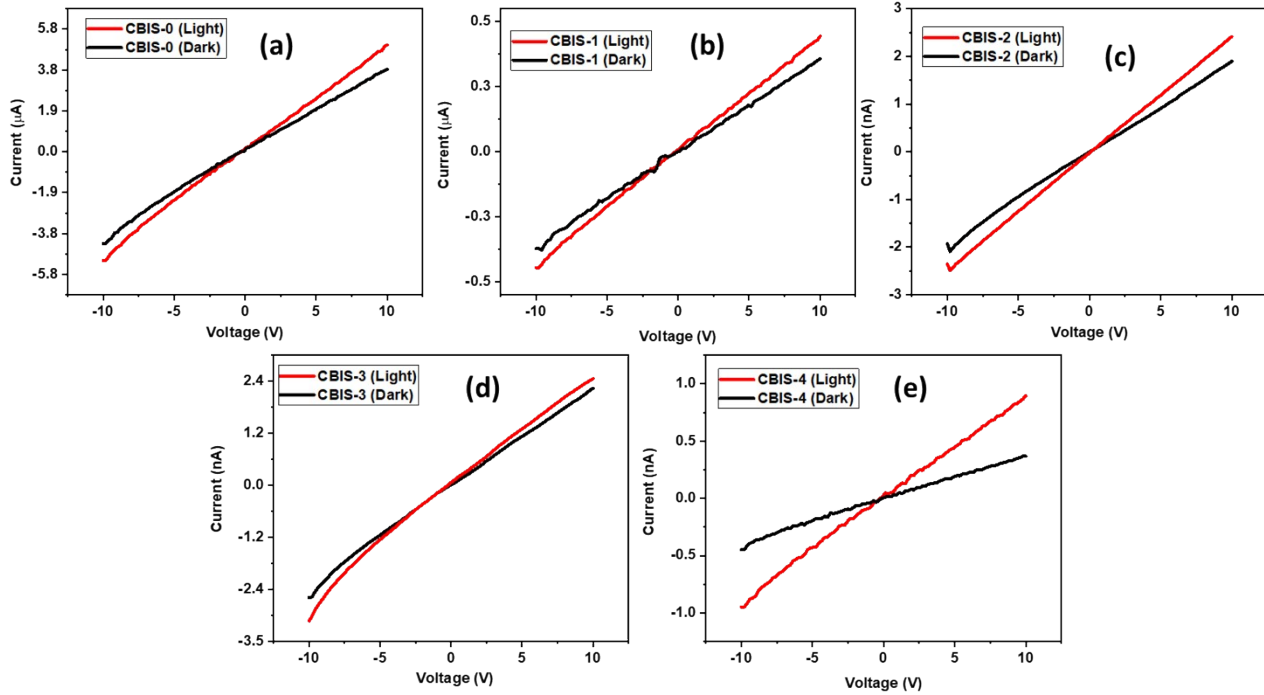 CBIS-0 (Light)
CBIS-0 (Dark)
(a)
5.8
3.8
1.9
0.0
-1.9
-3.8
-5.8
Current (μA)
-10 -5 0 5 10
Voltage (V)
CBIS-1 (Light)
CBIS-1 (Dark)
(b)
0.5
0.3
0.0
-0.3
-0.5
Current (μA)
-10 -5 0 5 10
Voltage (V)
CBIS-2 (Light)
CBIS-2 (Dark)
(c)
3
2
1
0
-1
-2
-3
Current (nA)
-10 -5 0 5 10
Voltage (V)
CBIS-3 (Light)
CBIS-3 (Dark)
(d)
2.4
1.2
0.0
-1.2
-2.4
-3.5
Current (nA)
-10 -5 0 5 10
Voltage (V)
CBIS-4 (Light)
CBIS-4 (Dark)
(e)
1.0
0.5
0.0
-0.5
-1.0
Current (nA)
-10 -5 0 5 10
Voltage (V)